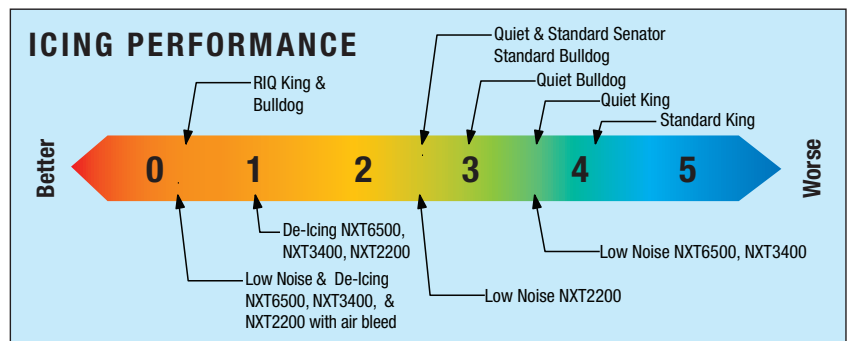 ICING PERFORMANCE
Quiet & Standard Senator
Standard Bulldog
RIQ King &
Bulldog
Quiet Bulldog
Quiet King
Standard King
Better
0 1 2 3 4 5
Worse
De-Icing NXT6500,
NXT3400, NXT2200
Low Noise NXT6500, NXT3400
Low Noise & De-Icing
NXT6500, NXT3400, &
NXT2200 with air bleed
Low Noise NXT2200